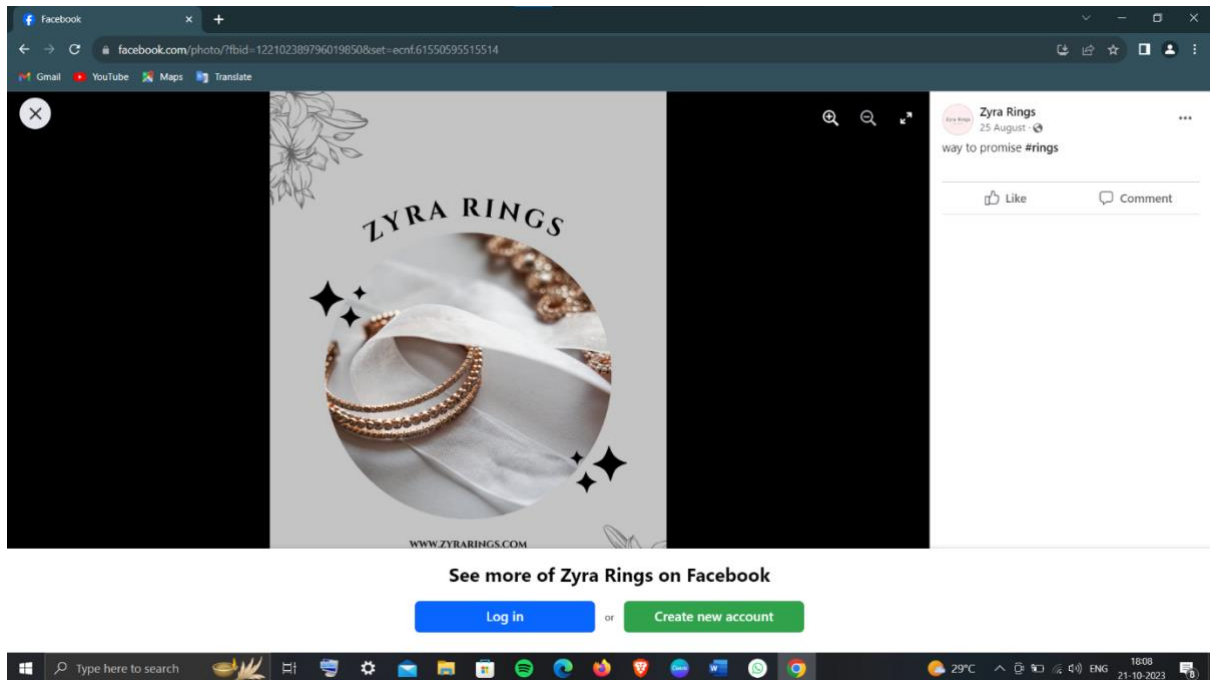 Facebook
facebook.com/photo/?fbid=122102389796019850&set=ecnf.61550595515514
Gmail YouTube Maps Translate
ZYRA RINGS
WWW.ZYRARINGS.COM
Zyra Rings
25 August
way to promise #rings
Like Comment
See more of Zyra Rings on Facebook
Log in or Create new account
Type here to search
29°C ENG 18:08
21-10-2023